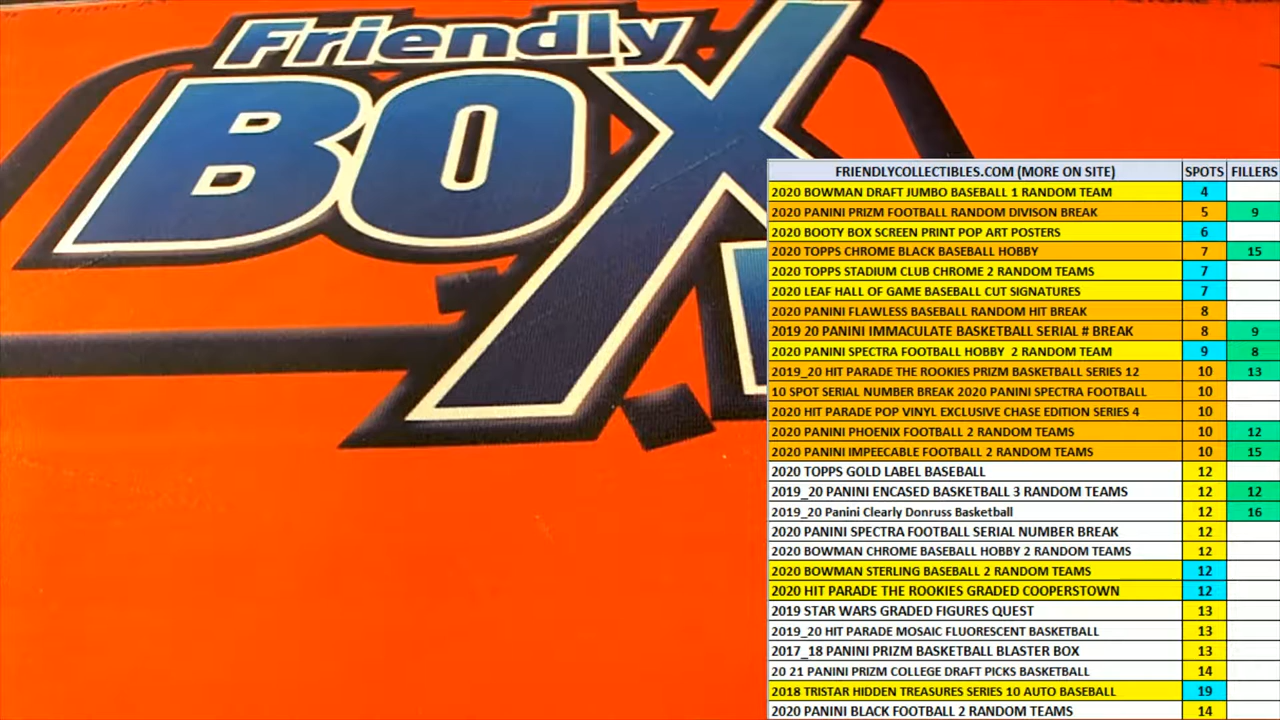 Friendly
BOX
FRIENDLYCOLLECTIBLES.COM (MORE ON SITE) SPOTS FILLERS
2020 BOWMAN DRAFT JUMBO BASEBALL 1 RANDOM TEAM 4
2020 PANINI PRIZM FOOTBALL RANDOM DIVISON BREAK 5 9
2020 BOOTY BOX SCREEN PRINT POP ART POSTERS 6
2020 TOPPS CHROME BLACK BASEBALL HOBBY 7 15
2020 TOPPS STADIUM CLUB CHROME 2 RANDOM TEAMS 7
2020 LEAF HALL OF GAME BASEBALL CUT SIGNATURES 7
2020 PANINI FLAWLESS BASEBALL RANDOM HIT BREAK 8
2019 20 PANINI IMMACULATE BASKETBALL SERIAL # BREAK 8 9
2020 PANINI SPECTRA FOOTBALL HOBBY 2 RANDOM TEAM 9 8
2019_20 HIT PARADE THE ROOKIES PRIZM BASKETBALL SERIES 12 10 13
10 SPOT SERIAL NUMBER BREAK 2020 PANINI SPECTRA FOOTBALL 10
2020 HIT PARADE POP VINYL EXCLUSIVE CHASE EDITION SERIES 4 10
2020 PANINI PHOENIX FOOTBALL 2 RANDOM TEAMS 10 12
2020 PANINI IMPEECABLE FOOTBALL 2 RANDOM TEAMS 10 15
2020 TOPPS GOLD LABEL BASEBALL 12
2019_20 PANINI ENCASED BASKETBALL 3 RANDOM TEAMS 12 12
2019_20 Panini Clearly Donruss Basketball 12 16
2020 PANINI SPECTRA FOOTBALL SERIAL NUMBER BREAK 12
2020 BOWMAN CHROME BASEBALL HOBBY 2 RANDOM TEAMS 12
2020 BOWMAN STERLING BASEBALL 2 RANDOM TEAMS 12
2020 HIT PARADE THE ROOKIES GRADED COOPERSTOWN 12
2019 STAR WARS GRADED FIGURES QUEST 13
2019_20 HIT PARADE MOSAIC FLUORESCENT BASKETBALL 13
2017_18 PANINI PRIZM BASKETBALL BLASTER BOX 13
20 21 PANINI PRIZM COLLEGE DRAFT PICKS BASKETBALL 14
2018 TRISTAR HIDDEN TREASURES SERIES 10 AUTO BASEBALL 19
2020 PANINI BLACK FOOTBALL 2 RANDOM TEAMS 14